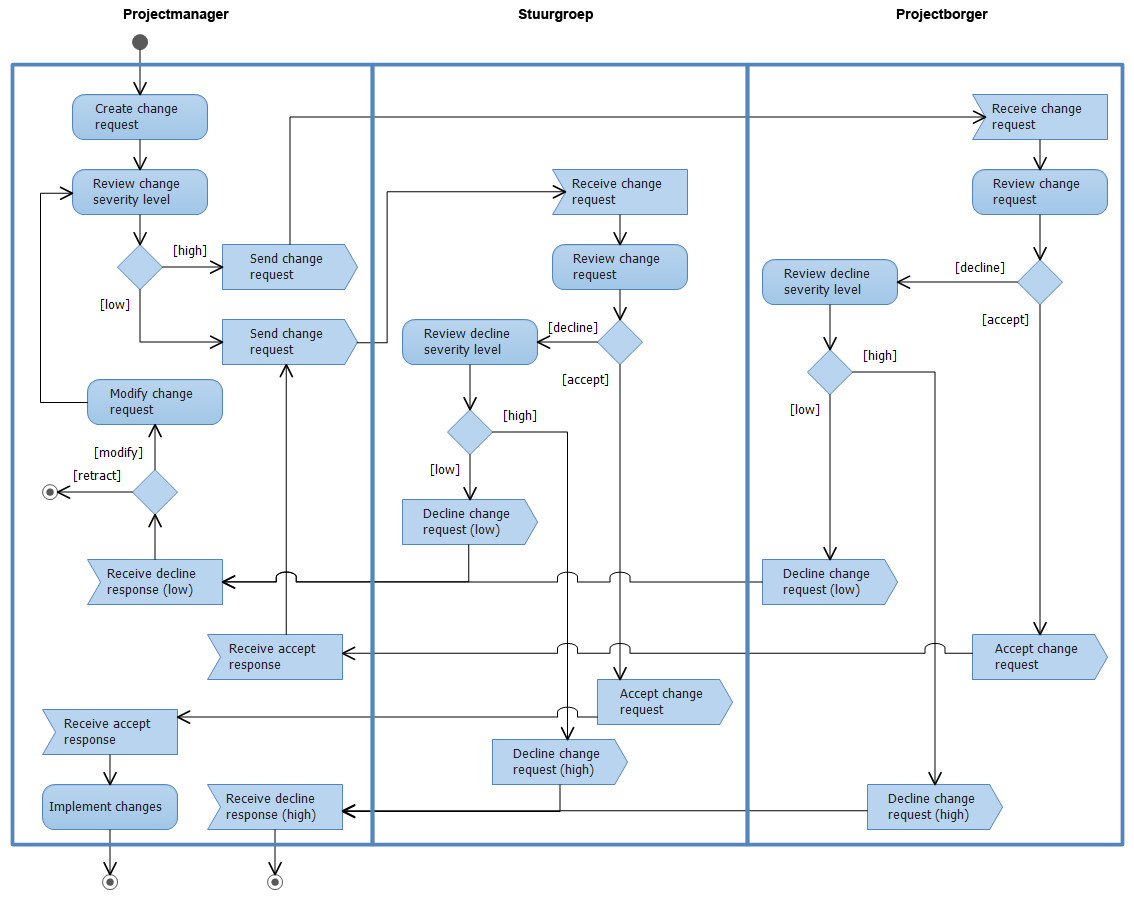 Projectmanager
Stuurgroep
Projectborger
Create change
request
Receive change
request
Review change
severity level
Receive change
request
Review change
request
[high]
Send change
request
Review change
request
[decline]
Review decline
severity level
[low]
[accept]
Send change
request
[decline]
Review decline
severity level
[high]
[accept]
Modify change
request
[low]
[high]
[modify]
[low]
[retract]
Decline change
request (low)
Receive decline
response (low)
Decline change
request (low)
Receive accept
response
Accept change
request
Accept change
request
Receive accept
response
Decline change
request (high)
Implement changes
Receive decline
response (high)
Decline change
request (high)